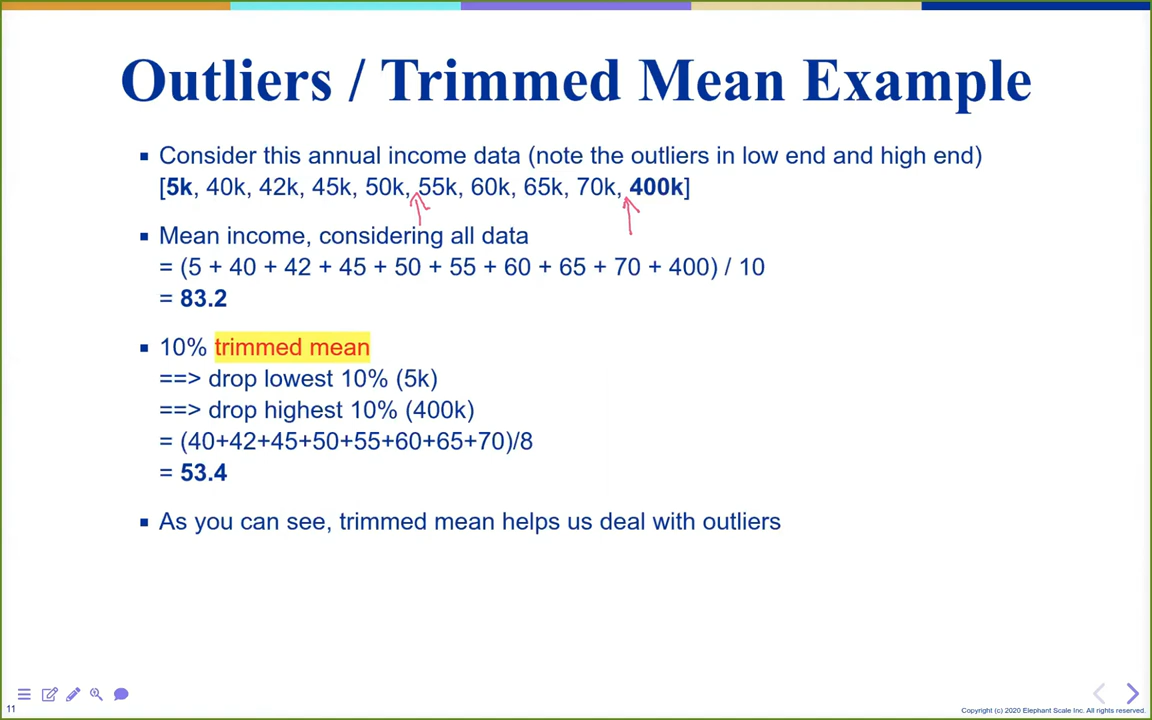 Outliers / Trimmed Mean Example
▪ Consider this annual income data (note the outliers in low end and high end)
[5k, 40k, 42k, 45k, 50k, 55k, 60k, 65k, 70k, 400k]
▪ Mean income, considering all data
= (5 + 40 + 42 + 45 + 50 + 55 + 60 + 65 + 70 + 400) / 10
= 83.2
▪ 10% trimmed mean
==> drop lowest 10% (5k)
==> drop highest 10% (400k)
= (40+42+45+50+55+60+65+70)/8
= 53.4
▪ As you can see, trimmed mean helps us deal with outliers
11
Copyright (c) 2020 Elephant Scale Inc. All rights reserved.